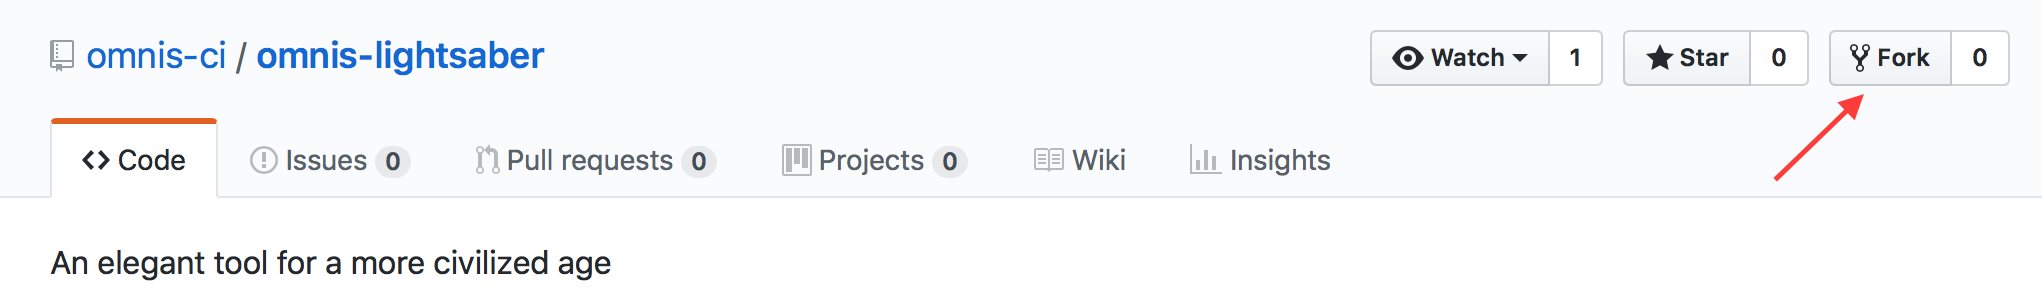 omnis-ci / omnis-lightsaber
Watch 1 Star 0 Fork 0
Code Issues 0 Pull requests 0 Projects 0 Wiki Insights
An elegant tool for a more civilized age